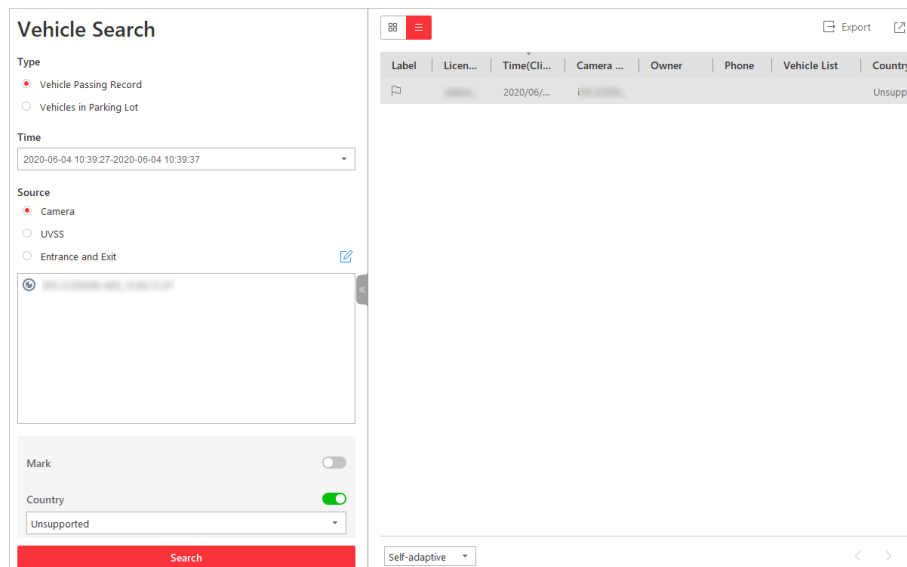 Vehicle Search
Type
Vehicle Passing Record
Vehicles in Parking Lot
Time
2020-06-04 10:39:27-2020-06-04 10:39:37
Source
Camera
UVSS
Entrance and Exit
Mark
Country
Unsupported
Search
Export
Label Licen... Time(Cli... Camera ... Owner Phone Vehicle List Country
2020/06/... Unsupp
Self-adaptive